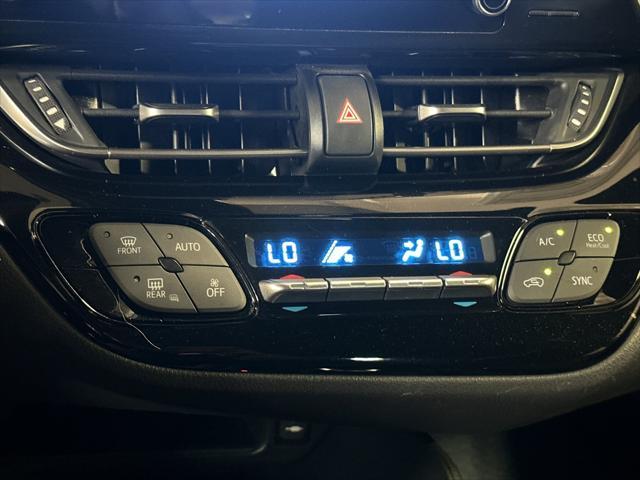 FRONT AUTO
REAR OFF
LO LO
A/C ECO
Heat/Cool
SYNC